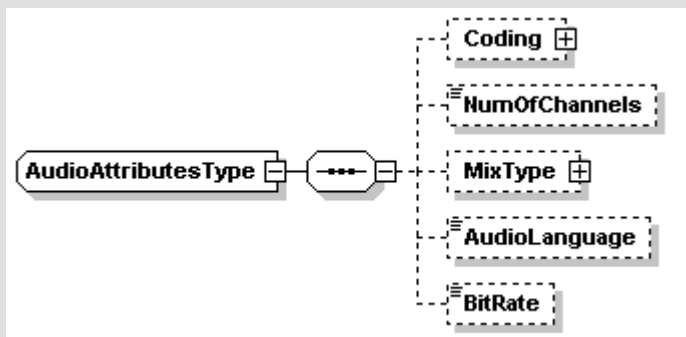 Coding
NumOfChannels
AudioAttributesType
MixType
AudioLanguage
BitRate